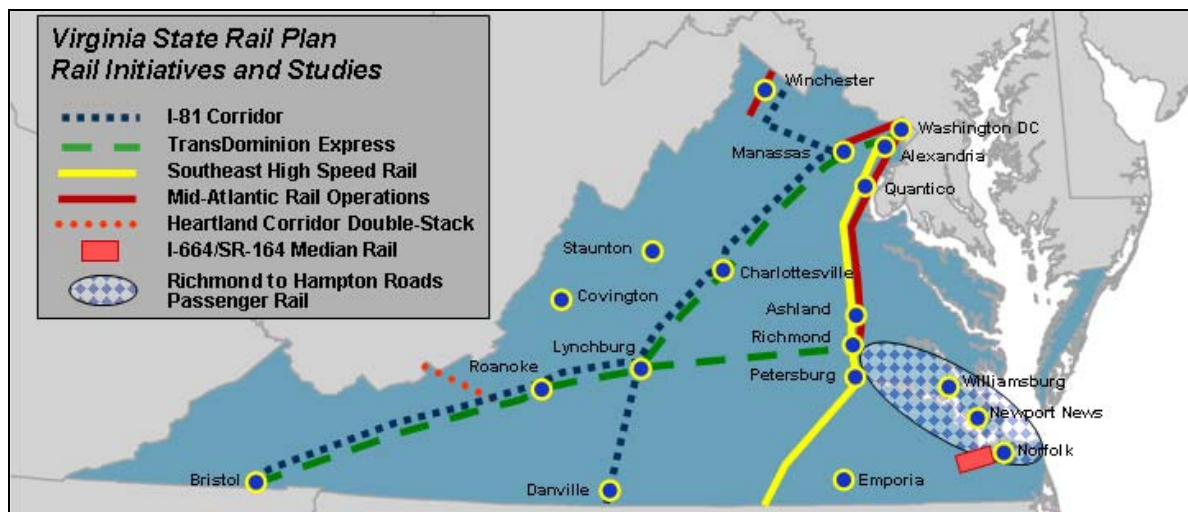 Virginia State Rail Plan
Rail Initiatives and Studies
I-81 Corridor
TransDominion Express
Southeast High Speed Rail
Mid-Atlantic Rail Operations
Heartland Corridor Double-Stack
I-664/SR-164 Median Rail
Richmond to Hampton Roads
Passenger Rail
Winchester
Washington DC
Manassas
Alexandria
Quantico
Staunton
Charlottesville
Covington
Ashland
Lynchburg
Richmond
Roanoke
Petersburg
Williamsburg
Newport News
Norfolk
Bristol
Danville
Emporia